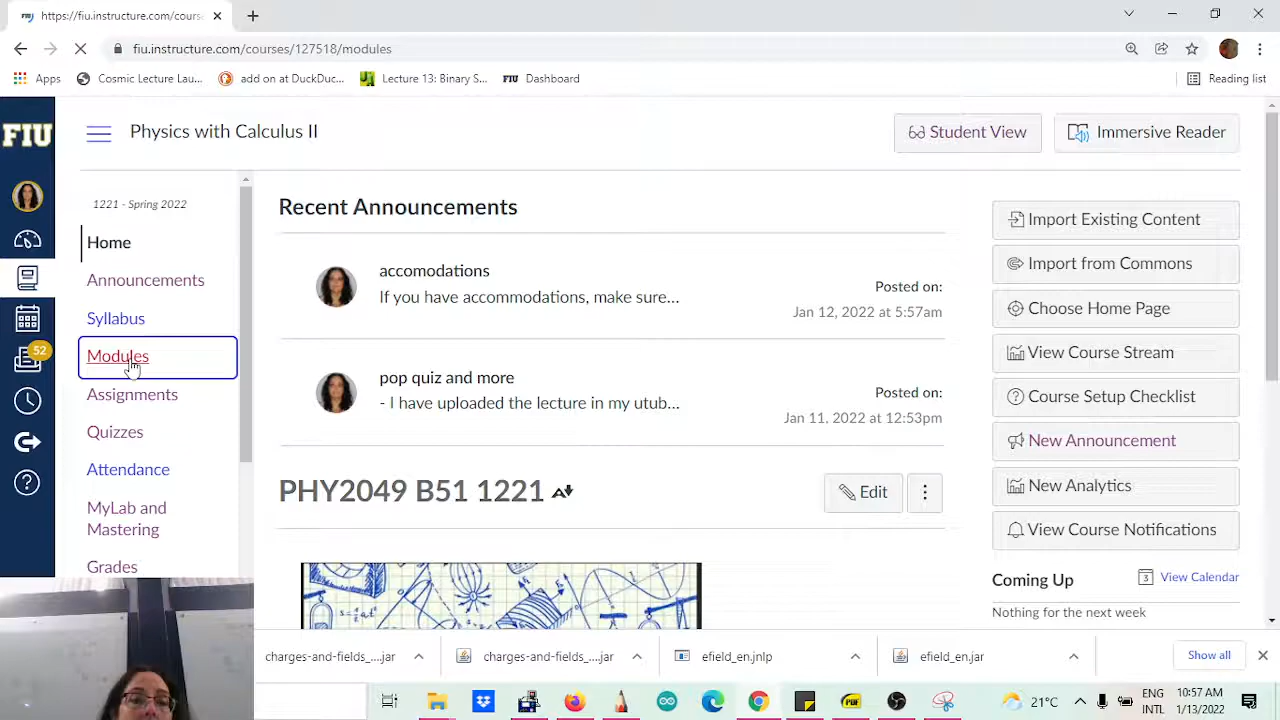 https://fiu.instructure.com/cours
fiu.instructure.com/courses/127518/modules
Apps
Cosmic Lecture Lau...
add on at DuckDuc...
Lecture 13: Binary S...
FIU
Dashboard
Reading list
FIU
Physics with Calculus II
Student View
Immersive Reader
1221 - Spring 2022
Home
Announcements
Syllabus
Modules
Assignments
Quizzes
Attendance
MyLab and
Mastering
Grades
52
Recent Announcements
accomodations
If you have accommodations, make sure...
Posted on:
Jan 12, 2022 at 5:57am
pop quiz and more
- I have uploaded the lecture in my utub...
Posted on:
Jan 11, 2022 at 12:53pm
PHY2049 B51 1221
Edit
Import Existing Content
Import from Commons
Choose Home Page
View Course Stream
Course Setup Checklist
New Announcement
New Analytics
View Course Notifications
Coming Up
3
View Calendar
Nothing for the next week
charges-and-fields_...jar
charges-and-fields_...jar
efield_en.jnlp
efield_en.jar
Show all
PDF
21°C
ENG
INTL
10:57 AM
1/13/2022